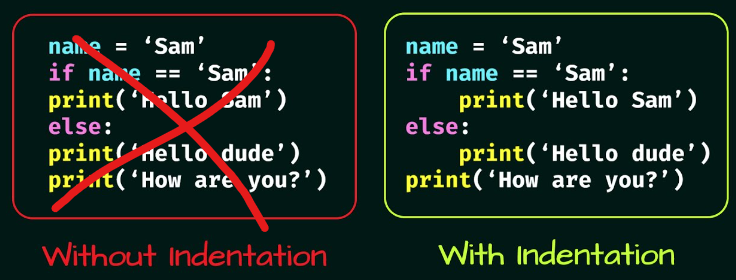 name = ‘Sam’
if name == ‘Sam’:
print(‘Hello Sam’)
else:
print(‘Hello dude’)
print(‘How are you?’)
Without Indentation
name = ‘Sam’
if name == ‘Sam’:
    print(‘Hello Sam’)
else:
    print(‘Hello dude’)
print(‘How are you?’)
With Indentation